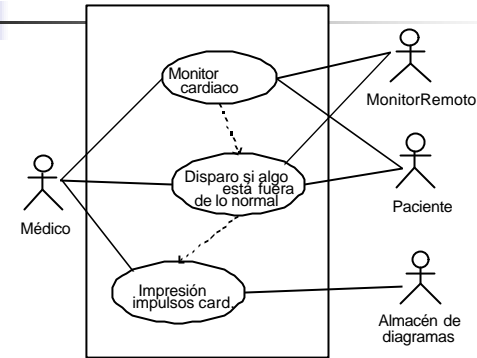 Monitor
cardiaco
MonitorRemoto
Disparo si algo
está fuera
de lo normal
Médico
Paciente
Impresión
impulsos card.
Almacén de
diagramas